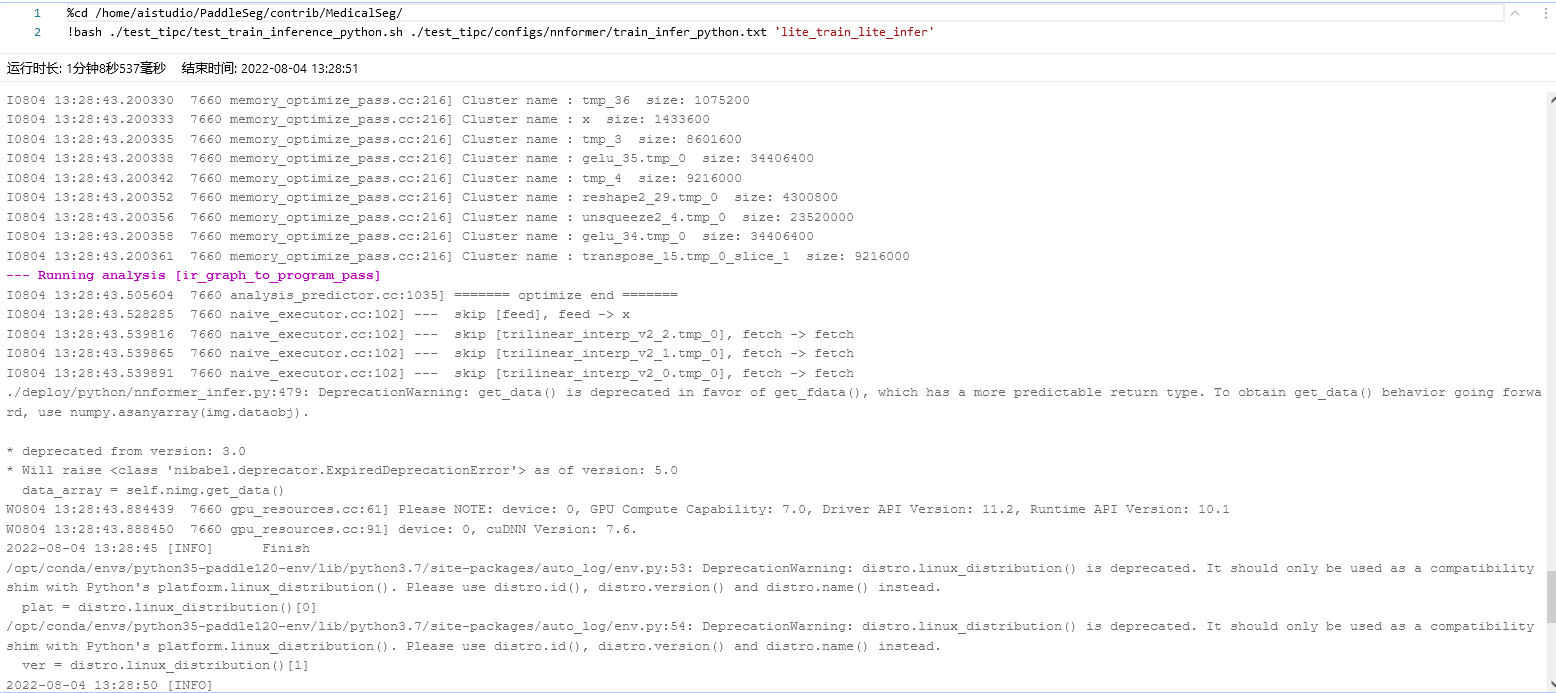 1 %cd /home/aistudio/PaddleSeg/contrib/MedicalSeg/
2 !bash ./test_tipc/test_train_inference_python.sh ./test_tipc/configs/nnformer/train_infer_python.txt 'lite_train_lite_infer'
运行时长: 1分钟8秒537毫秒 结束时间: 2022-08-04 13:28:51
I0804 13:28:43.200330  7660 memory_optimize_pass.cc:216] Cluster name : tmp_36  size: 1075200
I0804 13:28:43.200333  7660 memory_optimize_pass.cc:216] Cluster name : x  size: 1433600
I0804 13:28:43.200335  7660 memory_optimize_pass.cc:216] Cluster name : tmp_3  size: 8601600
I0804 13:28:43.200338  7660 memory_optimize_pass.cc:216] Cluster name : gelu_35.tmp_0  size: 34406400
I0804 13:28:43.200342  7660 memory_optimize_pass.cc:216] Cluster name : tmp_4  size: 9216000
I0804 13:28:43.200352  7660 memory_optimize_pass.cc:216] Cluster name : reshape2_29.tmp_0  size: 4300800
I0804 13:28:43.200356  7660 memory_optimize_pass.cc:216] Cluster name : unsqueeze2_4.tmp_0  size: 23520000
I0804 13:28:43.200358  7660 memory_optimize_pass.cc:216] Cluster name : gelu_34.tmp_0  size: 34406400
I0804 13:28:43.200361  7660 memory_optimize_pass.cc:216] Cluster name : transpose_15.tmp_0_slice_1  size: 9216000
--- Running analysis [ir_graph_to_program_pass]
I0804 13:28:43.505604  7660 analysis_predictor.cc:1035] ======= optimize end =======
I0804 13:28:43.528285  7660 naive_executor.cc:102] ---  skip [feed], feed -> x
I0804 13:28:43.539816  7660 naive_executor.cc:102] ---  skip [trilinear_interp_v2_2.tmp_0], fetch -> fetch
I0804 13:28:43.539865  7660 naive_executor.cc:102] ---  skip [trilinear_interp_v2_1.tmp_0], fetch -> fetch
I0804 13:28:43.539891  7660 naive_executor.cc:102] ---  skip [trilinear_interp_v2_0.tmp_0], fetch -> fetch
./deploy/python/nnformer_infer.py:479: DeprecationWarning: get_data() is deprecated in favor of get_fdata(), which has a more predictable return type. To obtain get_data() behavior going forwa
rd, use numpy.asanyarray(img.dataobj).
* deprecated from version: 3.0
* Will raise <class 'nibabel.deprecator.ExpiredDeprecationError'> as of version: 5.0
  data_array = self.nimg.get_data()
W0804 13:28:43.884439  7660 gpu_resources.cc:61] Please NOTE: device: 0, GPU Compute Capability: 7.0, Driver API Version: 11.2, Runtime API Version: 10.1
W0804 13:28:43.888450  7660 gpu_resources.cc:91] device: 0, cuDNN Version: 7.6.
2022-08-04 13:28:45 [INFO]      Finish
/opt/conda/envs/python35-paddle120-env/lib/python3.7/site-packages/auto_log/env.py:53: DeprecationWarning: distro.linux_distribution() is deprecated. It should only be used as a compatibility
shim with Python's platform.linux_distribution(). Please use distro.id(), distro.version() and distro.name() instead.
  plat = distro.linux_distribution()[0]
/opt/conda/envs/python35-paddle120-env/lib/python3.7/site-packages/auto_log/env.py:54: DeprecationWarning: distro.linux_distribution() is deprecated. It should only be used as a compatibility
shim with Python's platform.linux_distribution(). Please use distro.id(), distro.version() and distro.name() instead.
  ver = distro.linux_distribution()[1]
2022-08-04 13:28:50 [INFO]